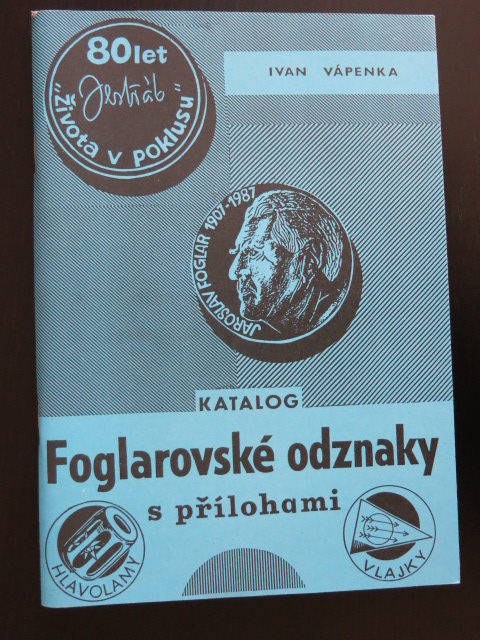 80 let
Jestřáb
"života v poklusu"
IVAN VÁPENKA
JAROSLAV FOGLAR 1907-1987
KATALOG
Foglarovské odznaky
s přílohami
HLAVOLAMY
VLAJKY